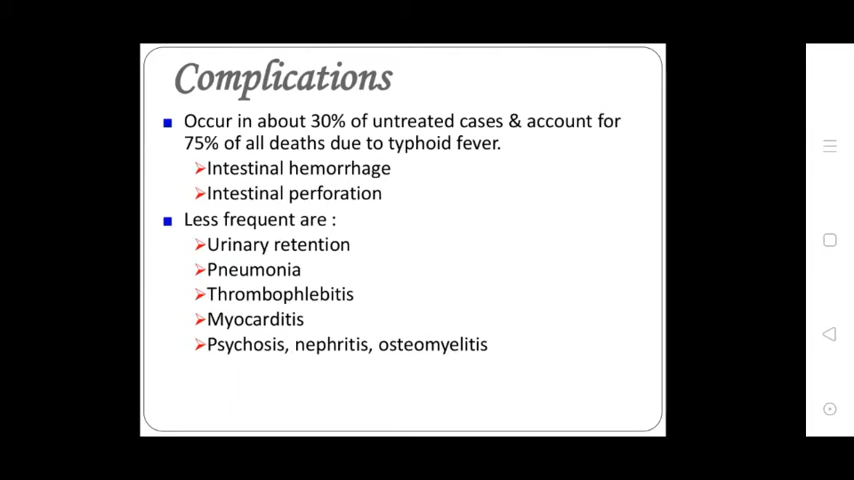 Complications
Occur in about 30% of untreated cases & account for
75% of all deaths due to typhoid fever.
Intestinal hemorrhage
Intestinal perforation
Less frequent are :
Urinary retention
Pneumonia
Thrombophlebitis
Myocarditis
Psychosis, nephritis, osteomyelitis